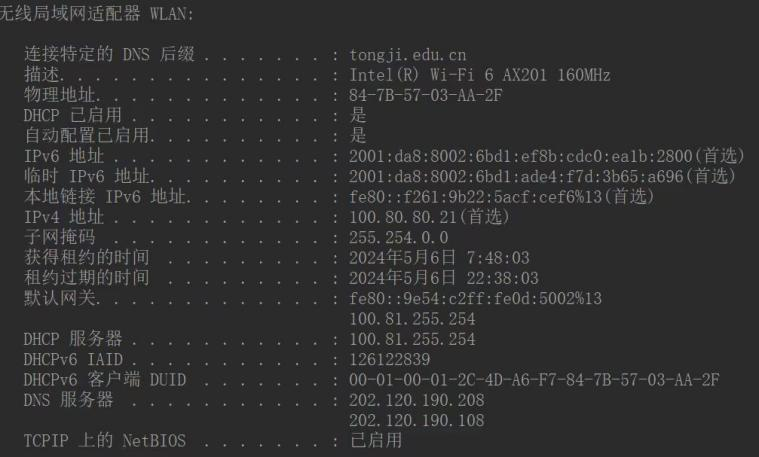 无线局域网适配器 WLAN:
连接特定的 DNS 后缀 . . . . . . . : tongji.edu.cn
描述. . . . . . . . . . . . . . . : Intel(R) Wi-Fi 6 AX201 160MHz
物理地址. . . . . . . . . . . . . : 84-7B-57-03-AA-2F
DHCP 已启用 . . . . . . . . . . . : 是
自动配置已启用. . . . . . . . . . : 是
IPv6 地址 . . . . . . . . . . . . : 2001:da8:8002:6bd1:ef8b:cdc0:ea1b:2800(首选)
临时 IPv6 地址. . . . . . . . . . : 2001:da8:8002:6bd1:ade4:f7d:3b65:a696(首选)
本地链接 IPv6 地址. . . . . . . . : fe80::f261:9b22:5acf:cef6%13(首选)
IPv4 地址 . . . . . . . . . . . . : 100.80.80.21(首选)
子网掩码  . . . . . . . . . . . . : 255.254.0.0
获得租约的时间  . . . . . . . . . : 2024年5月6日 7:48:03
租约过期的时间  . . . . . . . . . : 2024年5月6日 22:38:03
默认网关. . . . . . . . . . . . . : fe80::9e54:c2ff:fe0d:5002%13
100.81.255.254
DHCP 服务器 . . . . . . . . . . . : 100.81.255.254
DHCPv6 IAID . . . . . . . . . . . : 126122839
DHCPv6 客户端 DUID  . . . . . . . : 00-01-00-01-2C-4D-A6-F7-84-7B-57-03-AA-2F
DNS 服务器  . . . . . . . . . . . : 202.120.190.208
202.120.190.108
TCPIP 上的 NetBIOS  . . . . . . . : 已启用